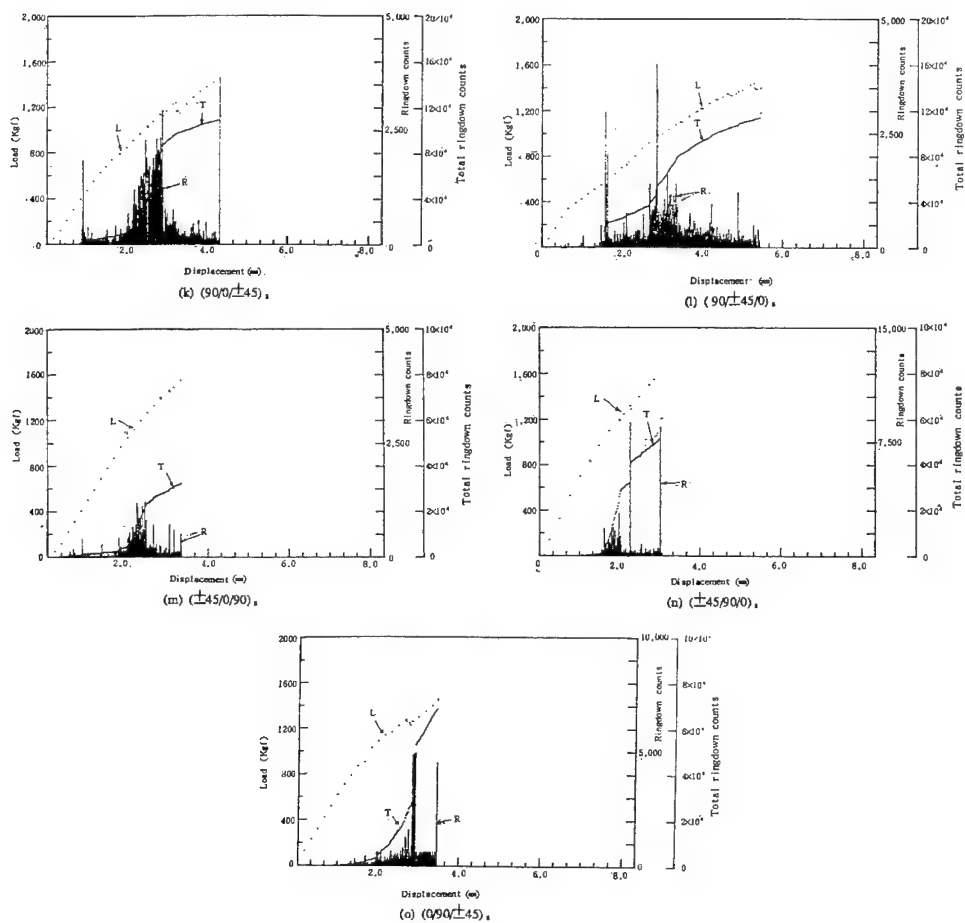 2,000
1,600
1,200
800
400
0
Load (Kgf)
L
T
R
5,000
2,500
0
Ringdown counts
20×10⁴
16×10⁴
12×10⁴
8×10⁴
4×10⁴
0
Total ringdown counts
2.0 4.0 6.0 8.0
Displacement (㎜)
(k) (90/0/±45)s
2,000
1,600
1,200
800
400
0
Load (Kgf)
L
T
R
5,000
2,500
0
Ringdown counts
20×10⁴
16×10⁴
12×10⁴
8×10⁴
4×10⁴
0
Total ringdown counts
0 2.0 4.0 6.0 8.0
Displacement (㎜)
(l) (90/±45/0)s
2000
1600
1200
800
400
0
Load (Kgf)
L
T
R
5,000
2,500
0
Ringdown counts
10×10⁴
8×10⁴
6×10⁴
4×10⁴
2×10⁴
0
Total ringdown counts
2.0 4.0 6.0 8.0
Displacement (㎜)
(m) (±45/0/90)s
2,000
1,600
1,200
800
400
0
Load (Kgf)
L
T
R
15,000
7,500
0
Ringdown counts
10×10⁴
8×10⁴
6×10⁴
4×10⁴
0
Total ringdown counts
0 2.0 4.0 6.0 8.0
Displacement (㎜)
(n) (±45/90/0)s
2000
1600
1200
800
400
0
Load (Kgf)
L
T
R
10,000
5,000
0
Ringdown counts
8×10⁴
6×10⁴
4×10⁴
2×10⁴
0
Total ringdown counts
2.0 4.0 6.0 8.0
Displacement (㎜)
(o) (0/90/±45)s